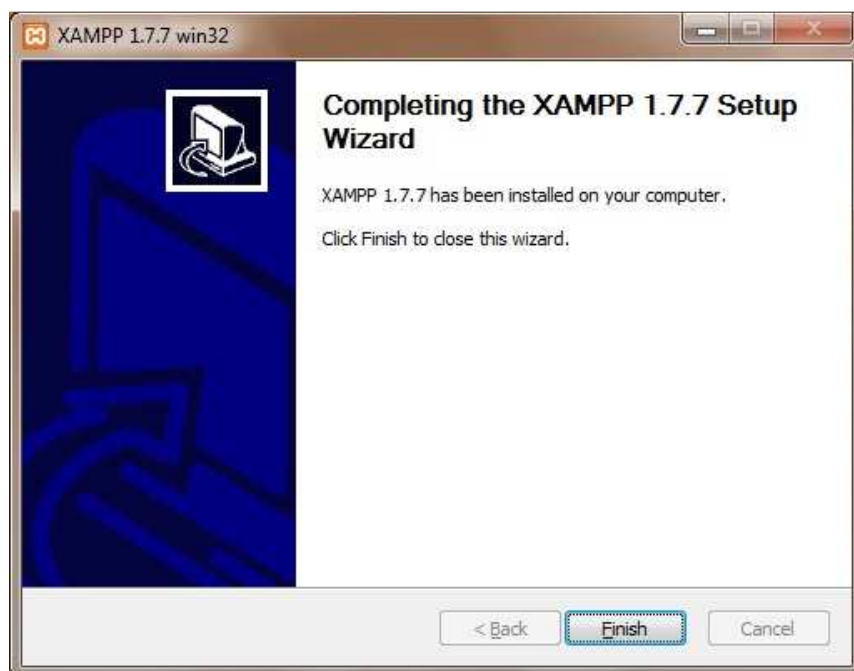 XAMPP 1.7.7 win32
Completing the XAMPP 1.7.7 Setup
Wizard
XAMPP 1.7.7 has been installed on your computer.
Click Finish to close this wizard.
< Back
Finish
Cancel